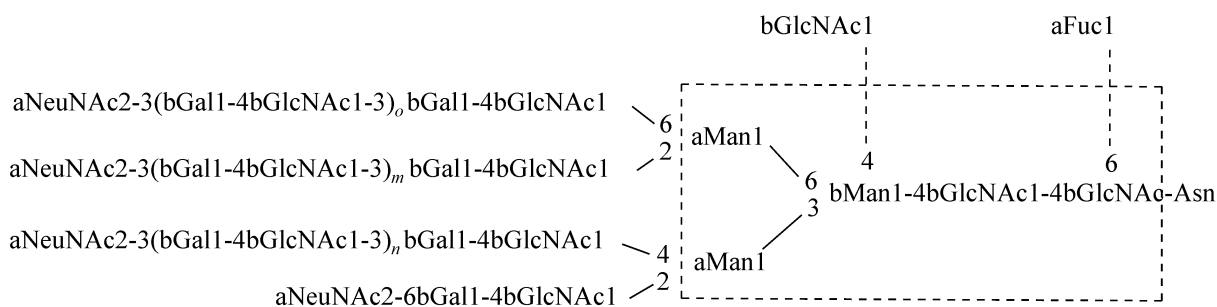 bGlcNAc1 aFuc1
aNeuNAc2-3(bGal1-4bGlcNAc1-3)o bGal1-4bGlcNAc1
6
aMan1
2
aNeuNAc2-3(bGal1-4bGlcNAc1-3)m bGal1-4bGlcNAc1
4 6
6
bMan1-4bGlcNAc1-4bGlcNAc-Asn
3
aNeuNAc2-3(bGal1-4bGlcNAc1-3)n bGal1-4bGlcNAc1
4
aMan1
2
aNeuNAc2-6bGal1-4bGlcNAc1